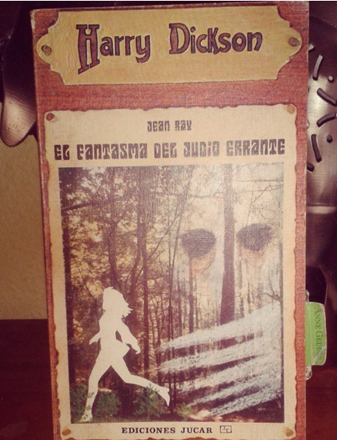 Harry Dickson
JEAN RAY
EL FANTASMA DEL JUDIO ERRANTE
EDICIONES JUCAR